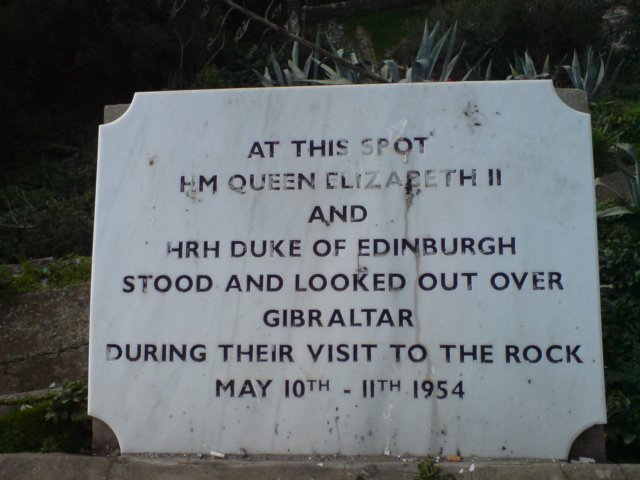 AT THIS SPOT
HM QUEEN ELIZABETH II
AND
HRH DUKE OF EDINBURGH
STOOD AND LOOKED OUT OVER
GIBRALTAR
DURING THEIR VISIT TO THE ROCK
MAY 10TH - 11TH 1954